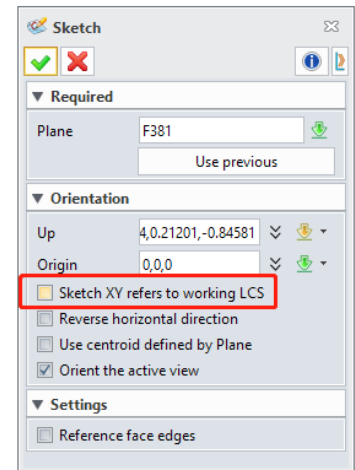 Sketch
▼ Required
Plane F381
Use previous
▼ Orientation
Up 4,0.21201,-0.84581
Origin 0,0,0
Sketch XY refers to working LCS
Reverse horizontal direction
Use centroid defined by Plane
Orient the active view
▼ Settings
Reference face edges